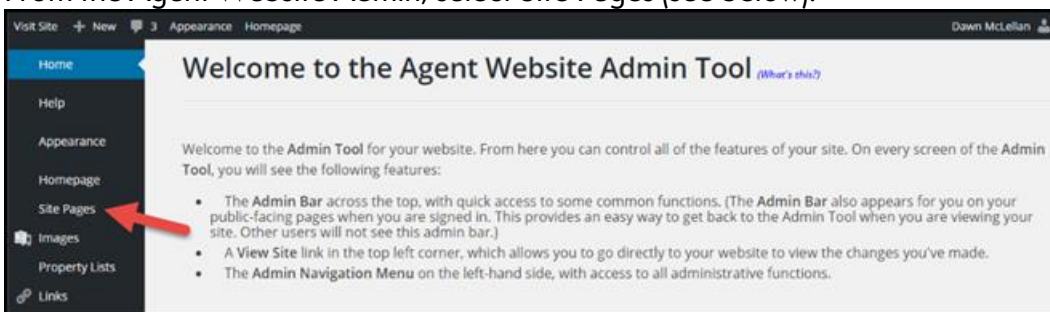 From the Agent Website Admin, select Site Pages (see below):
Visit Site + New 3 Appearance Homepage Dawn McLellan
Home
Help
Appearance
Homepage
Site Pages
Images
Property Lists
Links
Welcome to the Agent Website Admin Tool (What's this?)
Welcome to the Admin Tool for your website. From here you can control all of the features of your site. On every screen of the Admin
Tool, you will see the following features:
• The Admin Bar across the top, with quick access to some common functions. (The Admin Bar also appears for you on your
public-facing pages when you are signed in. This provides an easy way to get back to the Admin Tool when you are viewing your
site. Other users will not see this admin bar.)
• A View Site link in the top left corner, which allows you to go directly to your website to view the changes you've made.
• The Admin Navigation Menu on the left-hand side, with access to all administrative functions.